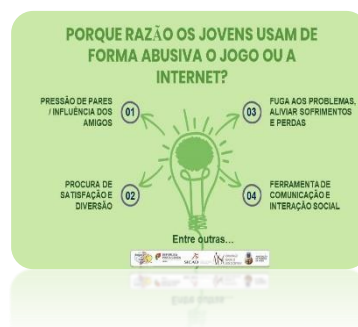 PORQUE RAZÃO OS JOVENS USAM DE
FORMA ABUSIVA O JOGO OU A
INTERNET?
PRESSÃO DE PARES
/ INFLUÊNCIA DOS
AMIGOS
01
PROCURA DE
SATISFAÇÃO E
DIVERSÃO
02
03
FUGA AOS PROBLEMAS,
ALIVIAR SOFRIMENTOS
E PERDAS
04
FERRAMENTA DE
COMUNICAÇÃO E
INTERAÇÃO SOCIAL
Entre outras...